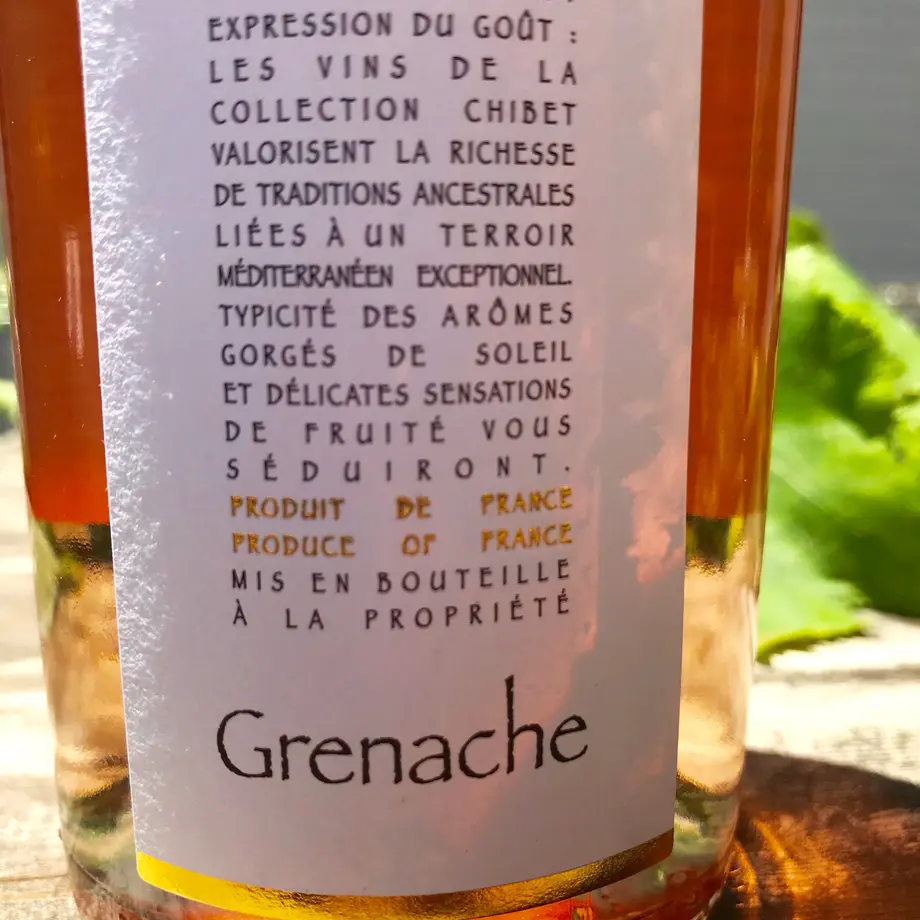 EXPRESSION DU GOÛT :
LES VINS DE LA
COLLECTION CHIBET
VALORISENT LA RICHESSE
DE TRADITIONS ANCESTRALES
LIÉES À UN TERROIR
MÉDITERRANÉEN EXCEPTIONNEL.
TYPICITÉ DES ARÔMES
GORGÉS DE SOLEIL
ET DÉLICATES SENSATIONS
DE FRUITÉ VOUS
SÉDUIRONT.
PRODUIT DE FRANCE
PRODUCE OF FRANCE
MIS EN BOUTEILLE
À LA PROPRIÉTÉ
Grenache